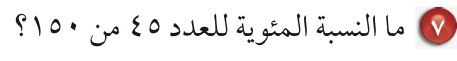 ٧ ما النسبة المئوية للعدد ٤٥ من ١٥٠؟